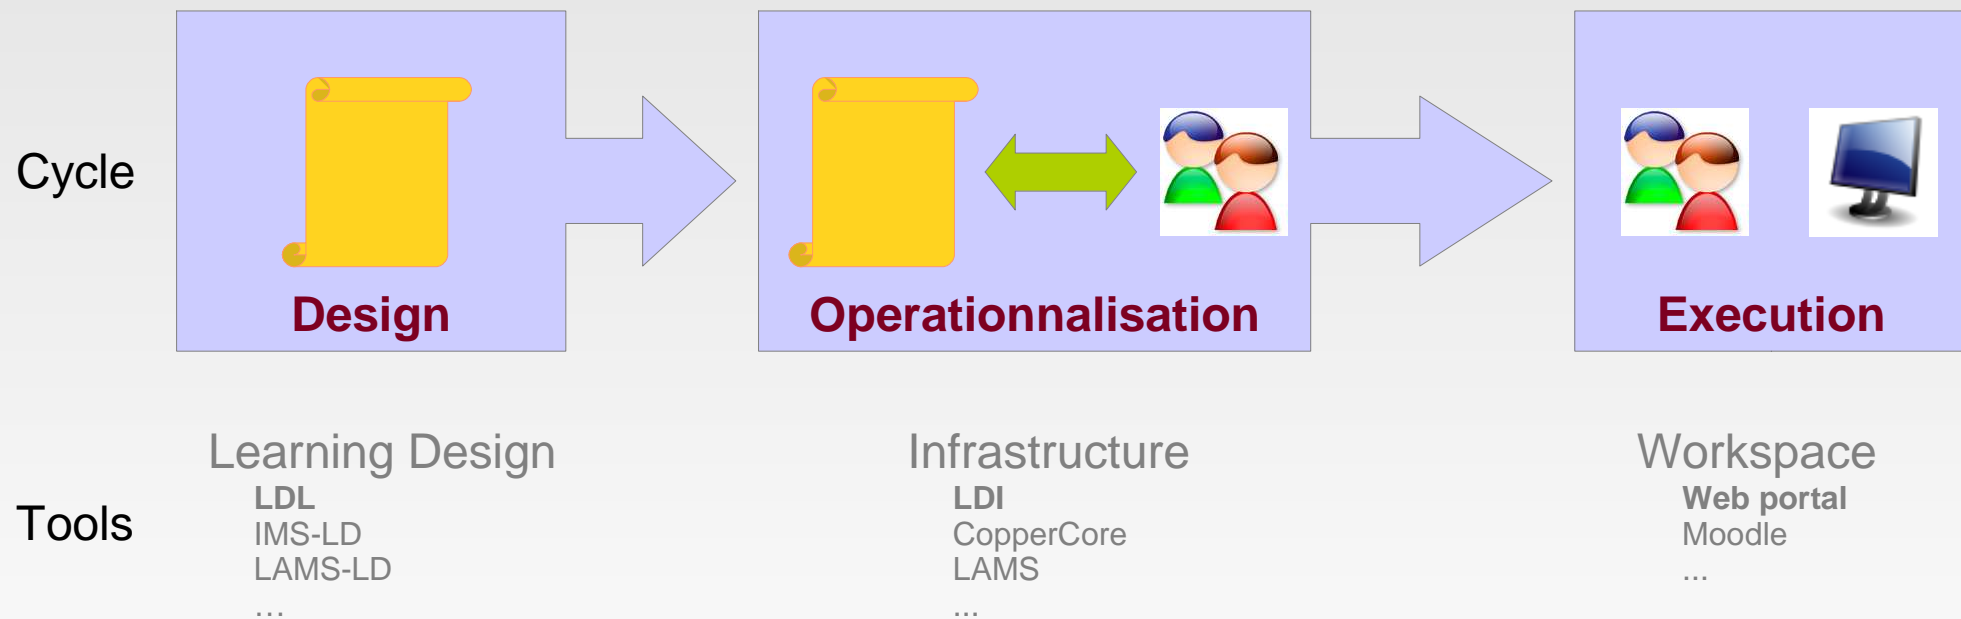 Cycle
Design
Operationnalisation
Execution
Tools
Learning Design
LDL
IMS-LD
LAMS-LD
…
Infrastructure
LDI
CopperCore
LAMS
...
Workspace
Web portal
Moodle
...